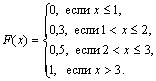 F(x) =
0, если x ≤ 1,
0,3, если 1 < x ≤ 2,
0,5, если 2 < x ≤ 3,
1, если x > 3.